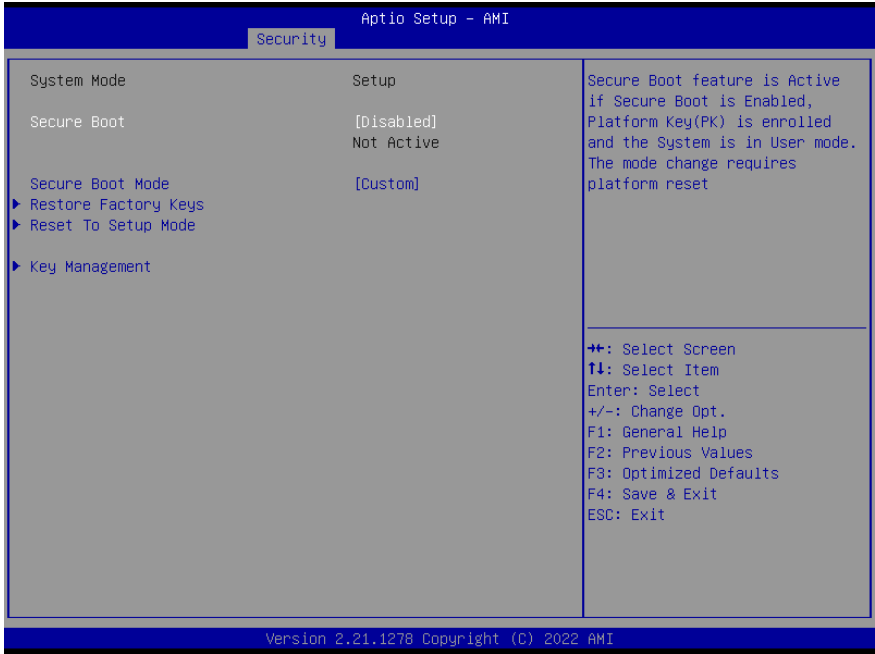 Aptio Setup – AMI
Security
System Mode Setup
Secure Boot [Disabled]
Not Active
Secure Boot Mode [Custom]
Restore Factory Keys
Reset To Setup Mode
Key Management
Secure Boot feature is Active
if Secure Boot is Enabled,
Platform Key(PK) is enrolled
and the System is in User mode.
The mode change requires
platform reset
→←: Select Screen
↑↓: Select Item
Enter: Select
+/-: Change Opt.
F1: General Help
F2: Previous Values
F3: Optimized Defaults
F4: Save & Exit
ESC: Exit
Version 2.21.1278 Copyright (C) 2022 AMI